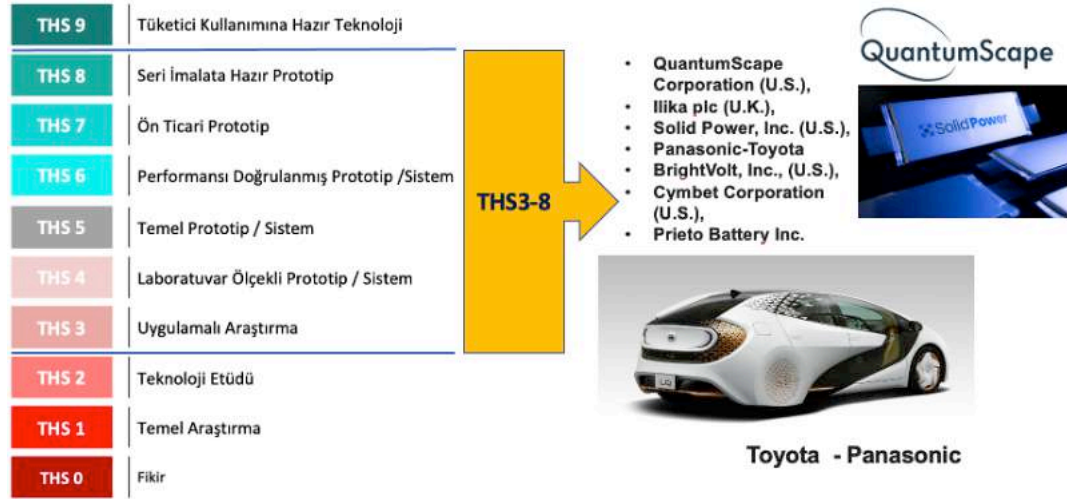 THS 9 Tüketici Kullanımına Hazır Teknoloji
THS 8 Seri İmalata Hazır Prototip
THS 7 Ön Ticari Prototip
THS 6 Performansı Doğrulanmış Prototip /Sistem
THS 5 Temel Prototip / Sistem
THS 4 Laboratuvar Ölçekli Prototip / Sistem
THS 3 Uygulamalı Araştırma
THS 2 Teknoloji Etüdü
THS 1 Temel Araştırma
THS 0 Fikir
THS3-8
• QuantumScape
Corporation (U.S.),
• Ilika plc (U.K.),
• Solid Power, Inc. (U.S.),
• Panasonic-Toyota
• BrightVolt, Inc., (U.S.),
• Cymbet Corporation
(U.S.),
• Prieto Battery Inc.
QuantumScape
Solid Power
LQ
Toyota - Panasonic